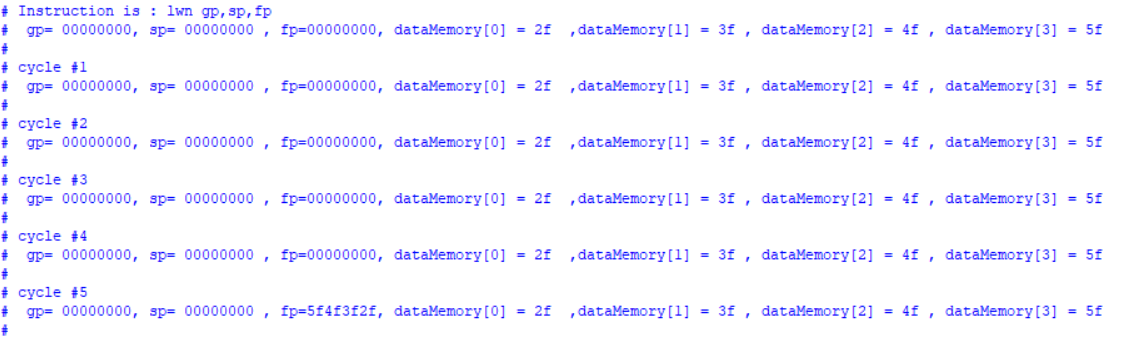 # Instruction is : lwn gp,sp,fp
#  gp= 00000000, sp= 00000000 , fp=00000000, dataMemory[0] = 2f  ,dataMemory[1] = 3f , dataMemory[2] = 4f , dataMemory[3] = 5f
#
# cycle #1
#  gp= 00000000, sp= 00000000 , fp=00000000, dataMemory[0] = 2f  ,dataMemory[1] = 3f , dataMemory[2] = 4f , dataMemory[3] = 5f
#
# cycle #2
#  gp= 00000000, sp= 00000000 , fp=00000000, dataMemory[0] = 2f  ,dataMemory[1] = 3f , dataMemory[2] = 4f , dataMemory[3] = 5f
#
# cycle #3
#  gp= 00000000, sp= 00000000 , fp=00000000, dataMemory[0] = 2f  ,dataMemory[1] = 3f , dataMemory[2] = 4f , dataMemory[3] = 5f
#
# cycle #4
#  gp= 00000000, sp= 00000000 , fp=00000000, dataMemory[0] = 2f  ,dataMemory[1] = 3f , dataMemory[2] = 4f , dataMemory[3] = 5f
#
# cycle #5
#  gp= 00000000, sp= 00000000 , fp=5f4f3f2f, dataMemory[0] = 2f  ,dataMemory[1] = 3f , dataMemory[2] = 4f , dataMemory[3] = 5f
#